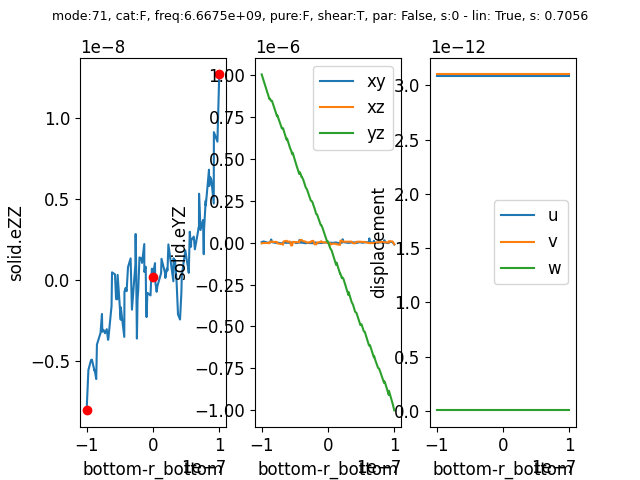 mode:71, cat:F, freq:6.6675e+09, pure:F, shear:T, par: False, s:0 - lin: True, s: 0.7056
1e−8
1.0
0.5
0.0
−0.5
solid.eZZ
−1
0
1
1e−7
bottom-r_bottom
1e−6
1.00
0.75
0.50
0.25
0.00
−0.25
−0.50
−0.75
−1.00
solid.eYZ
xy
xz
yz
−1
0
1
1e−7
bottom-r_bottom
1e−12
3.0
2.5
2.0
1.5
1.0
0.5
0.0
displacement
u
v
w
−1
0
1
1e−7
bottom-r_bottom